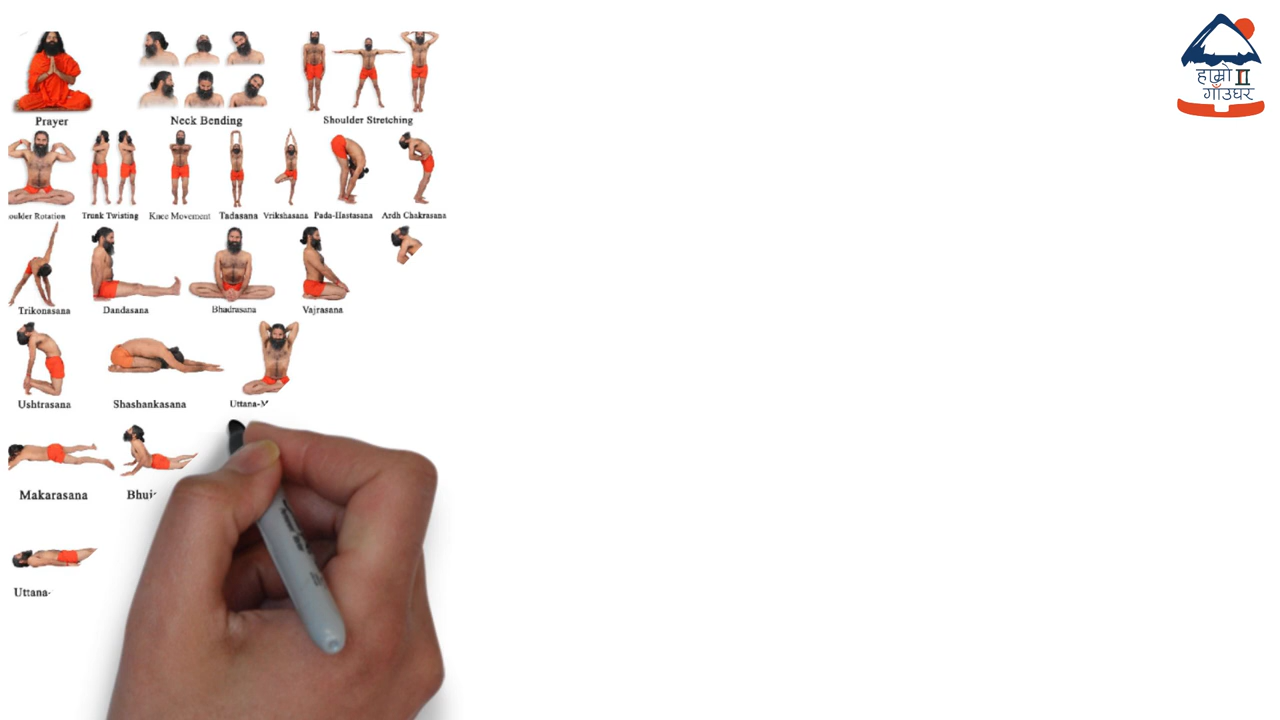 हाम्रो
गाउँघर
Prayer Neck Bending Shoulder Stretching
oulder Rotation Trunk Twisting Knee Movement Tadasana Vrikshasana Pada-Hastasana Ardh Chakrasana
Trikonasana Dandasana Bhadrasana Vajrasana
Ushtrasana Shashankasana Uttana-M
Makarasana Bhuj
Uttana-